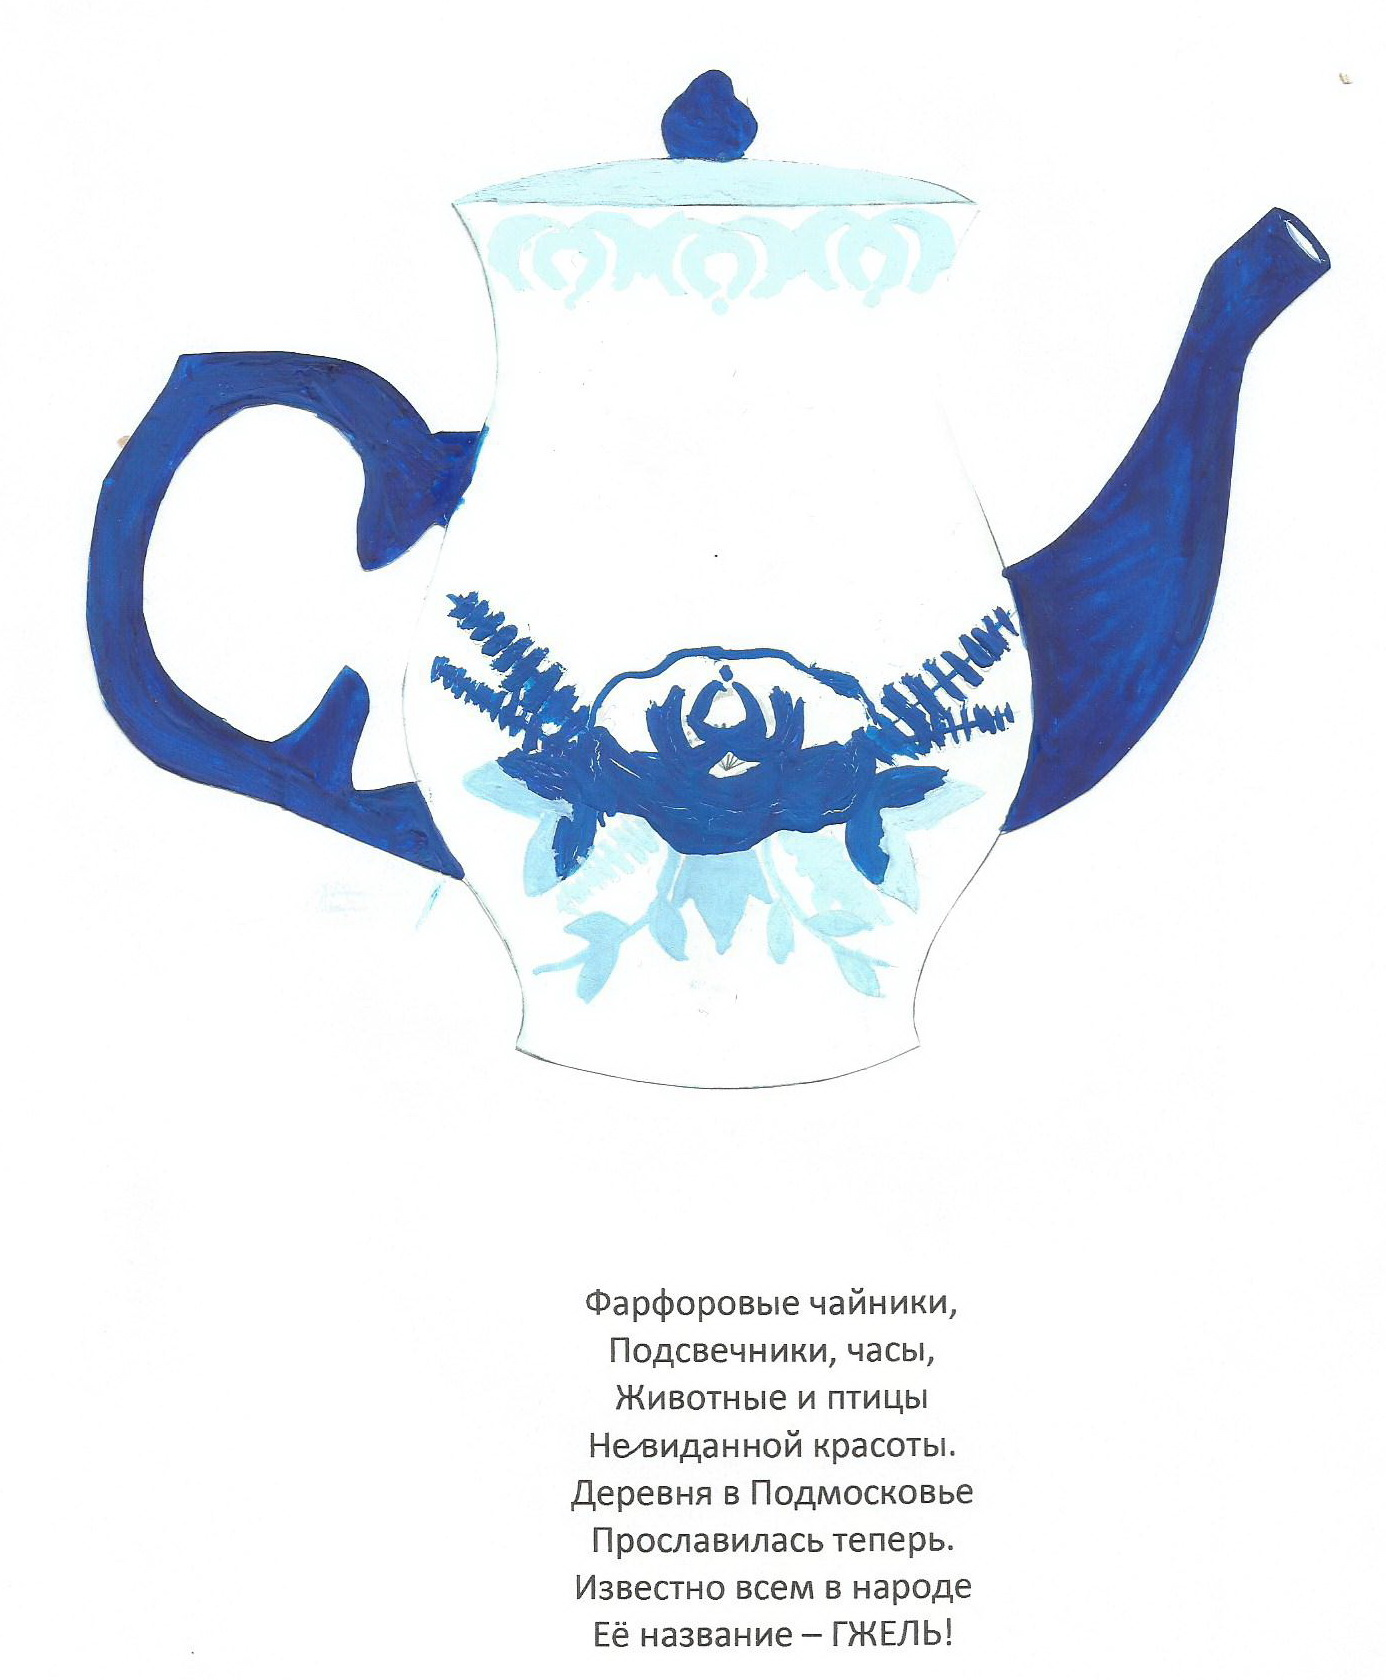 Фарфоровые чайники,
Подсвечники, часы,
Животные и птицы
Невиданной красоты.
Деревня в Подмосковье
Прославилась теперь.
Известно всем в народе
Её название – ГЖЕЛЬ!